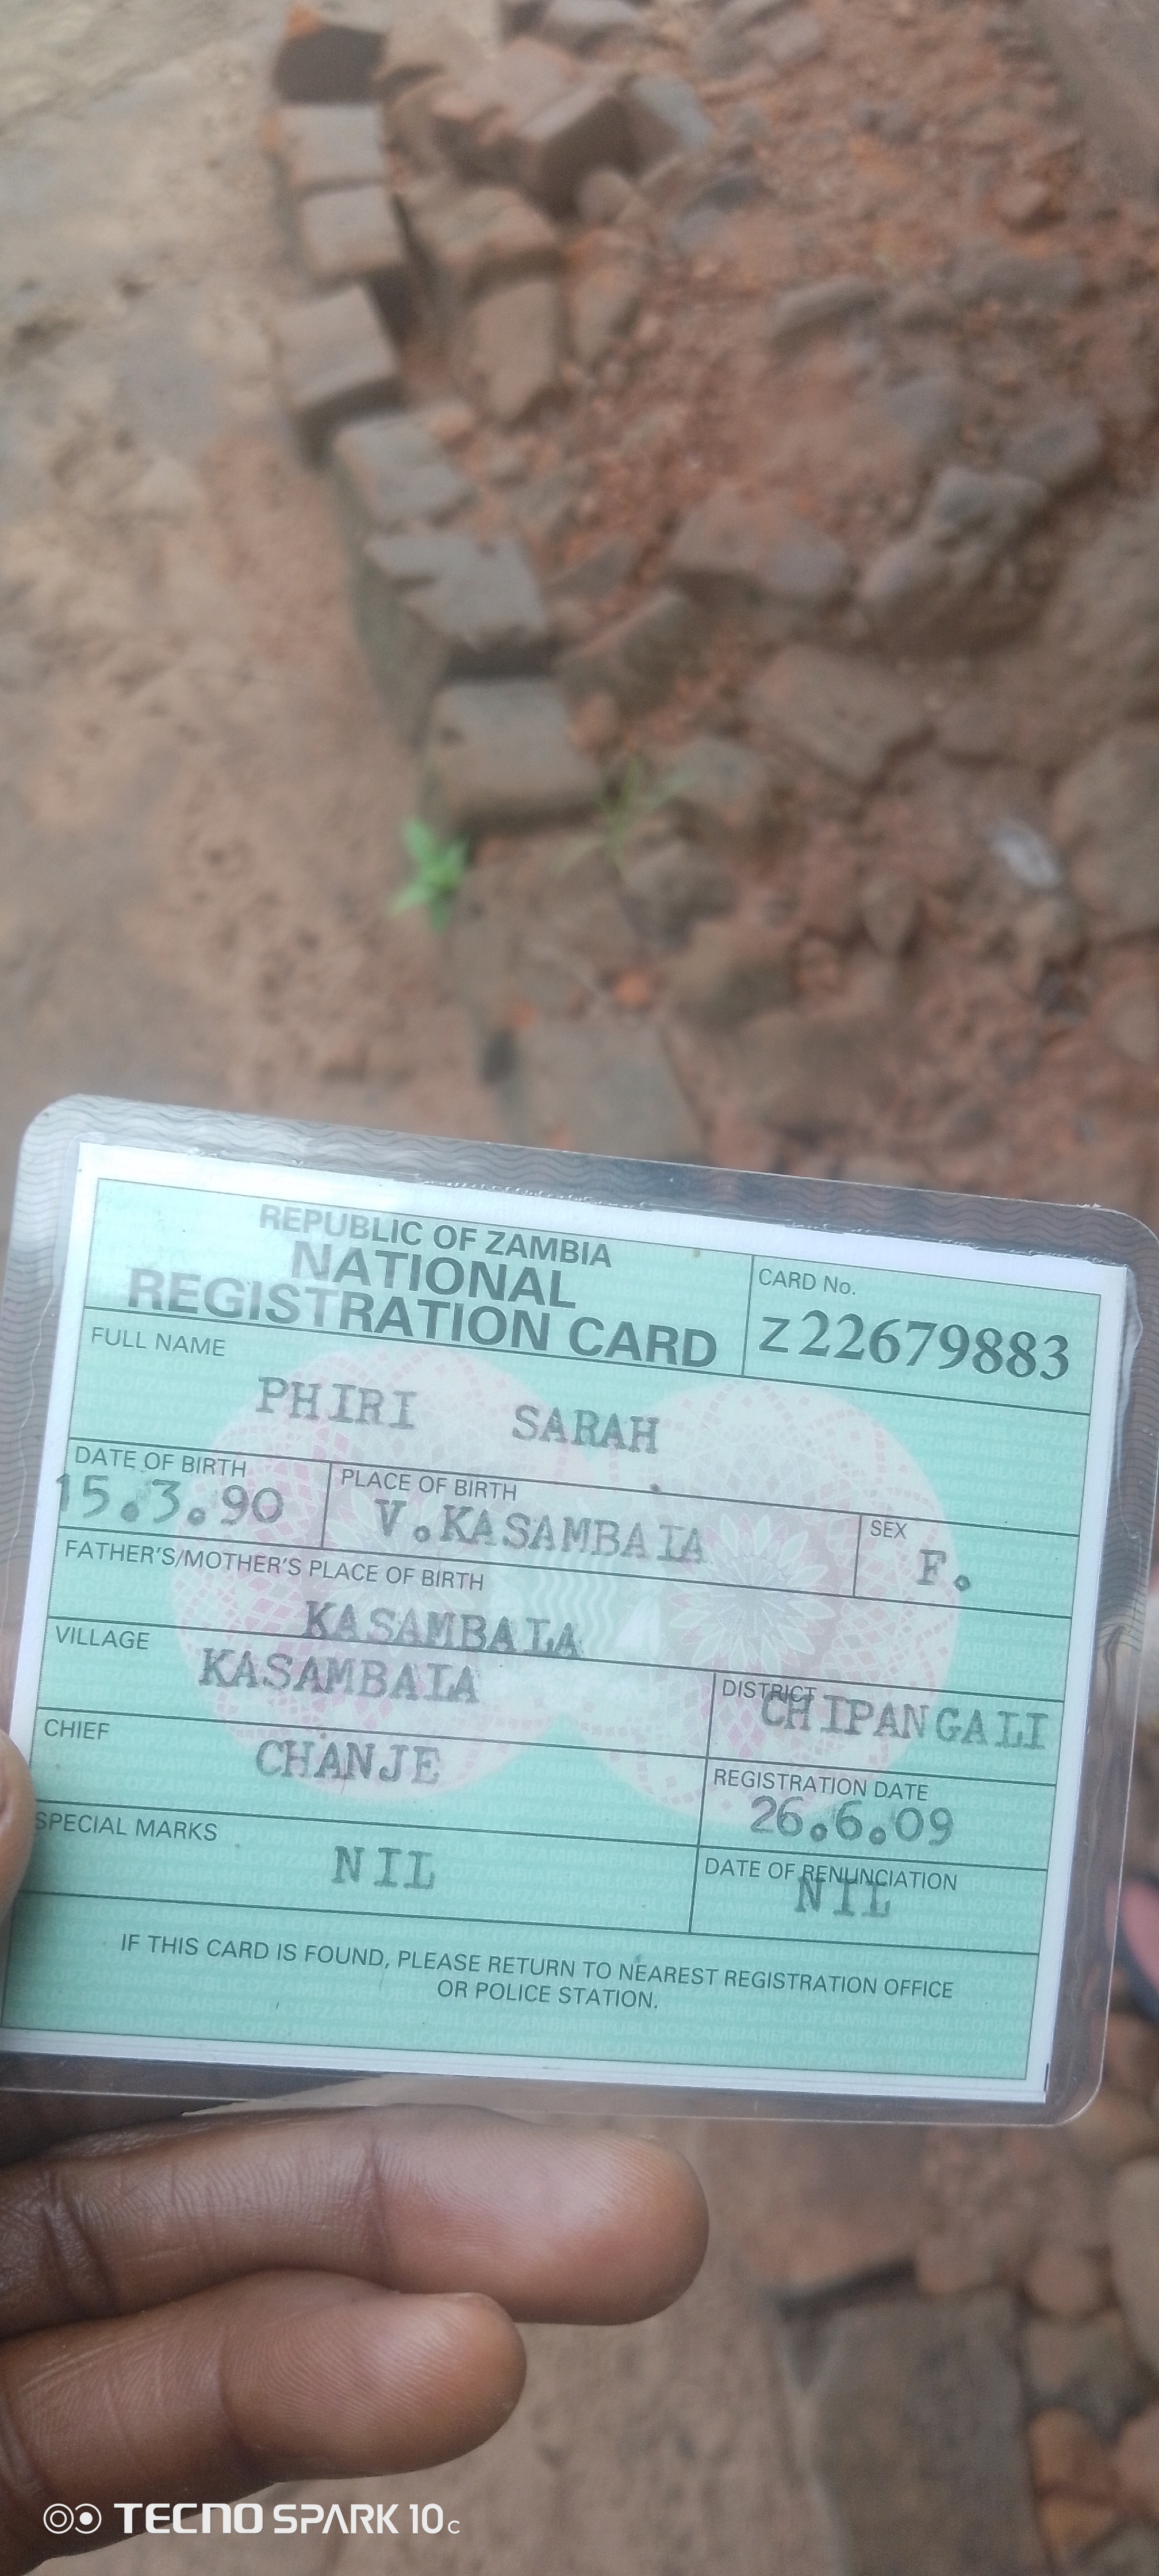 REPUBLIC OF ZAMBIA
NATIONAL
REGISTRATION CARD
CARD No.
Z22679883
FULL NAME
PHIRI SARAH
DATE OF BIRTH
15.3.90
PLACE OF BIRTH
V.KASAMBALA
SEX
F.
FATHER'S/MOTHER'S PLACE OF BIRTH
KASAMBALA
VILLAGE
KASAMBALA
DISTRICT
CHIPANGALI
CHIEF
CHANJE
REGISTRATION DATE
26.6.09
SPECIAL MARKS
NIL
DATE OF RENUNCIATION
NIL
IF THIS CARD IS FOUND, PLEASE RETURN TO NEAREST REGISTRATION OFFICE
OR POLICE STATION.
TECNO SPARK 10C